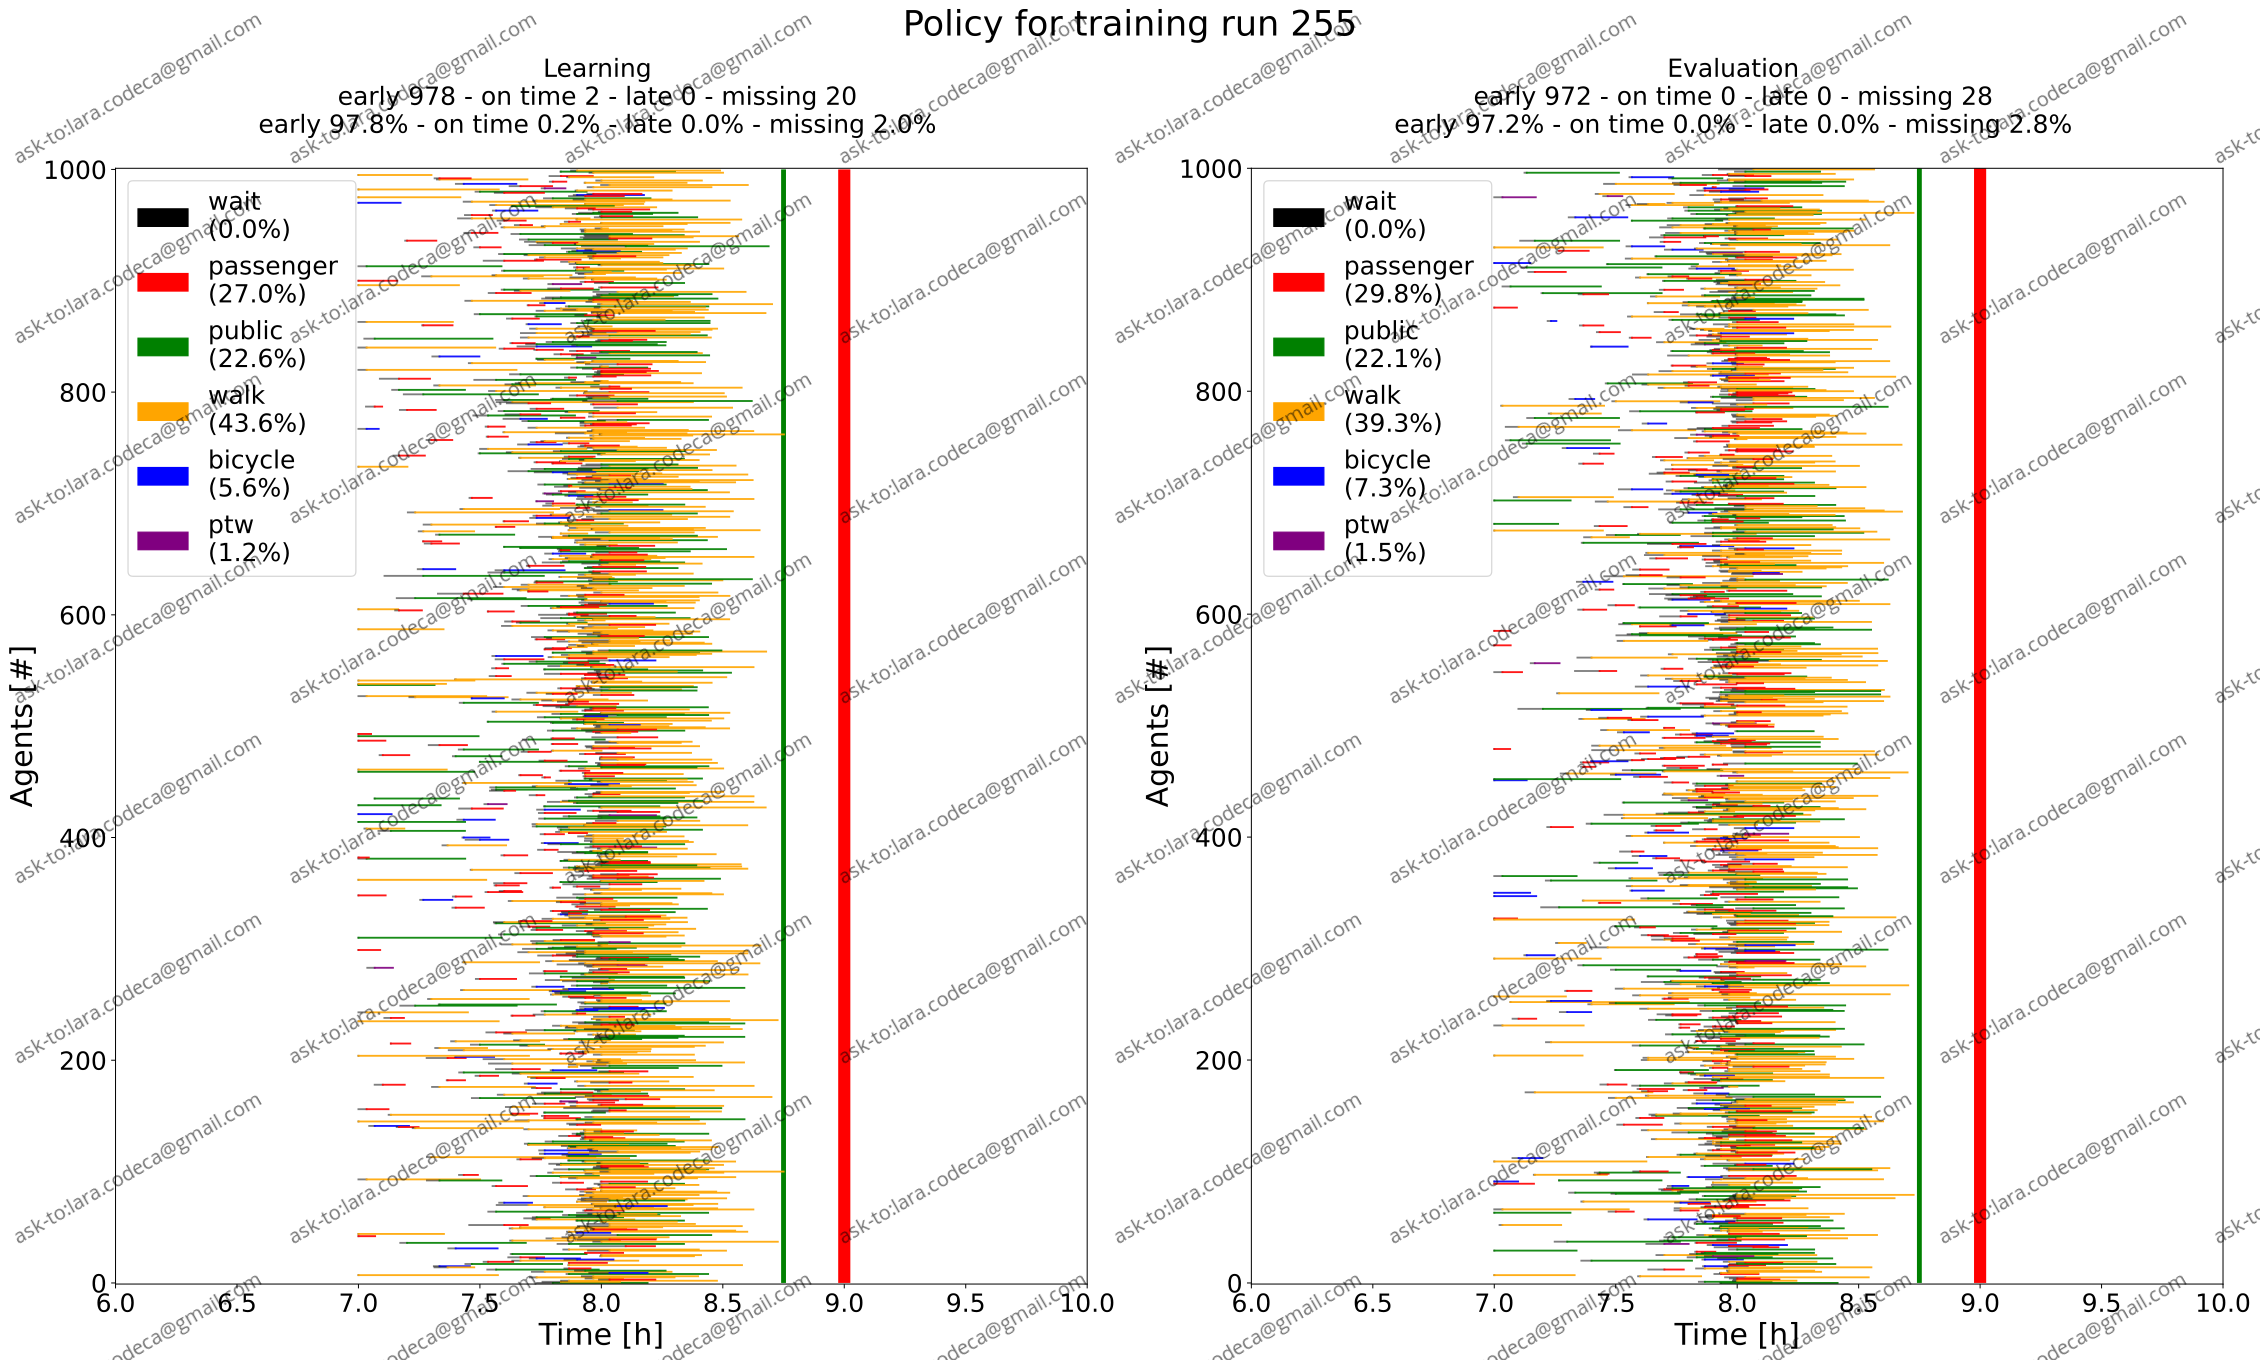 Policy for training run 255
Learning
early 978 - on time 2 - late 0 - missing 20
early 97.8% - on time 0.2% - late 0.0% - missing 2.0%
1000
800
600
400
200
0
Agents [#]
wait
(0.0%)
passenger
(27.0%)
public
(22.6%)
walk
(43.6%)
bicycle
(5.6%)
ptw
(1.2%)
6.0 6.5 7.0 7.5 8.0 8.5 9.0 9.5 10.0
Time [h]
Evaluation
early 972 - on time 0 - late 0 - missing 28
early 97.2% - on time 0.0% - late 0.0% - missing 2.8%
1000
800
600
400
200
0
Agents [#]
wait
(0.0%)
passenger
(29.8%)
public
(22.1%)
walk
(39.3%)
bicycle
(7.3%)
ptw
(1.5%)
6.0 6.5 7.0 7.5 8.0 8.5 9.0 9.5 10.0
Time [h]
ask-to:lara.codeca@gmail.com